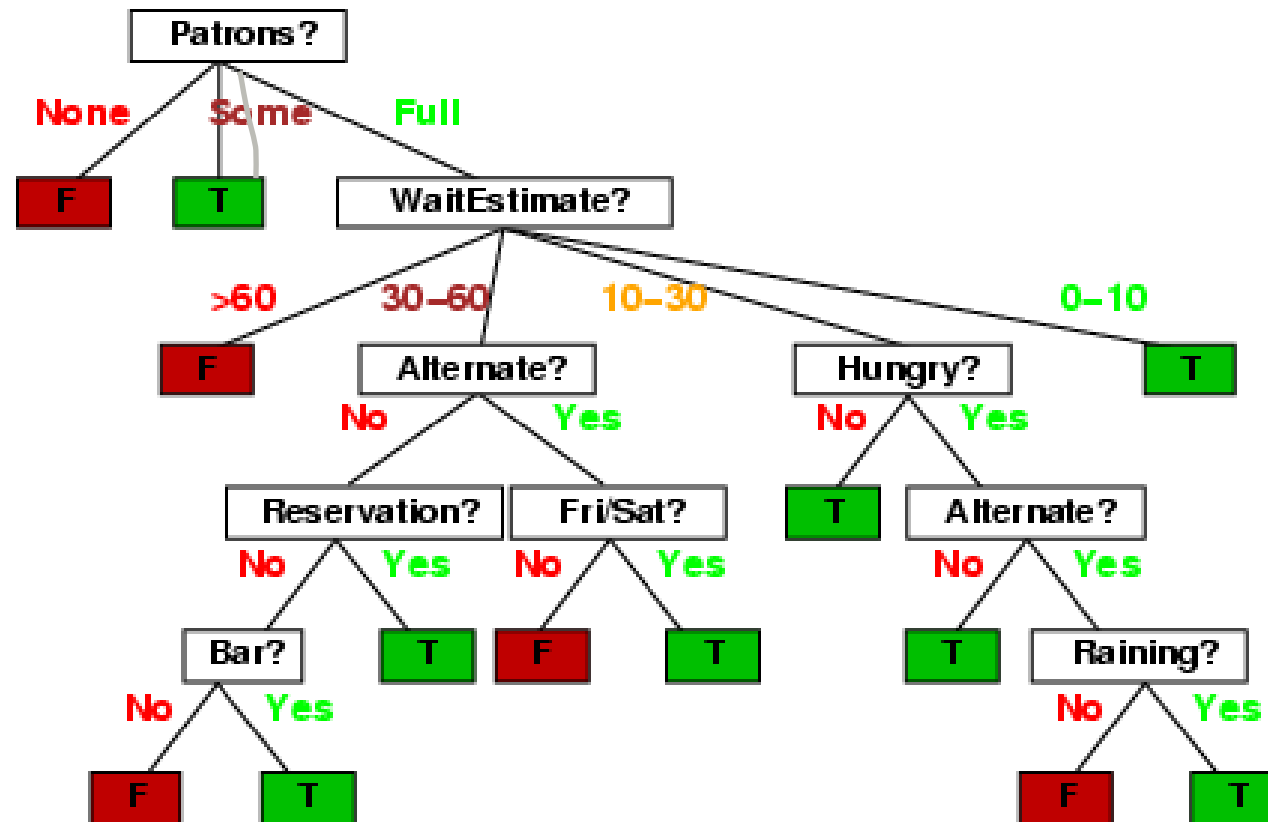 Patrons?
None Some Full
F T WaitEstimate?
>60 30–60 10–30 0–10
F Alternate? Hungry? T
No Yes No Yes
Reservation? Fri/Sat? T Alternate?
No Yes No Yes No Yes
Bar? T F T T Raining?
No Yes No Yes
F T F T